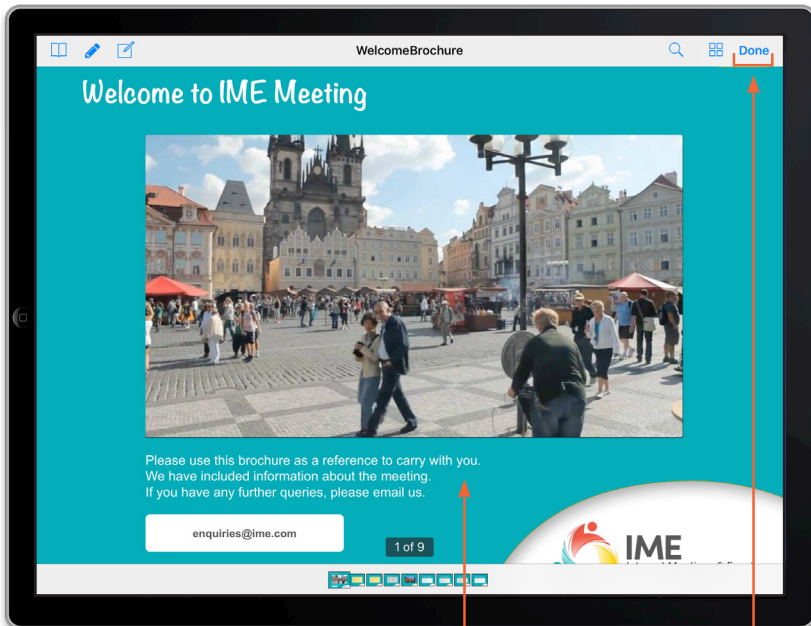 WelcomeBrochure
Done
Welcome to IME Meeting
Please use this brochure as a reference to carry with you.
We have included information about the meeting.
If you have any further queries, please email us.
enquiries@ime.com
1 of 9
IME